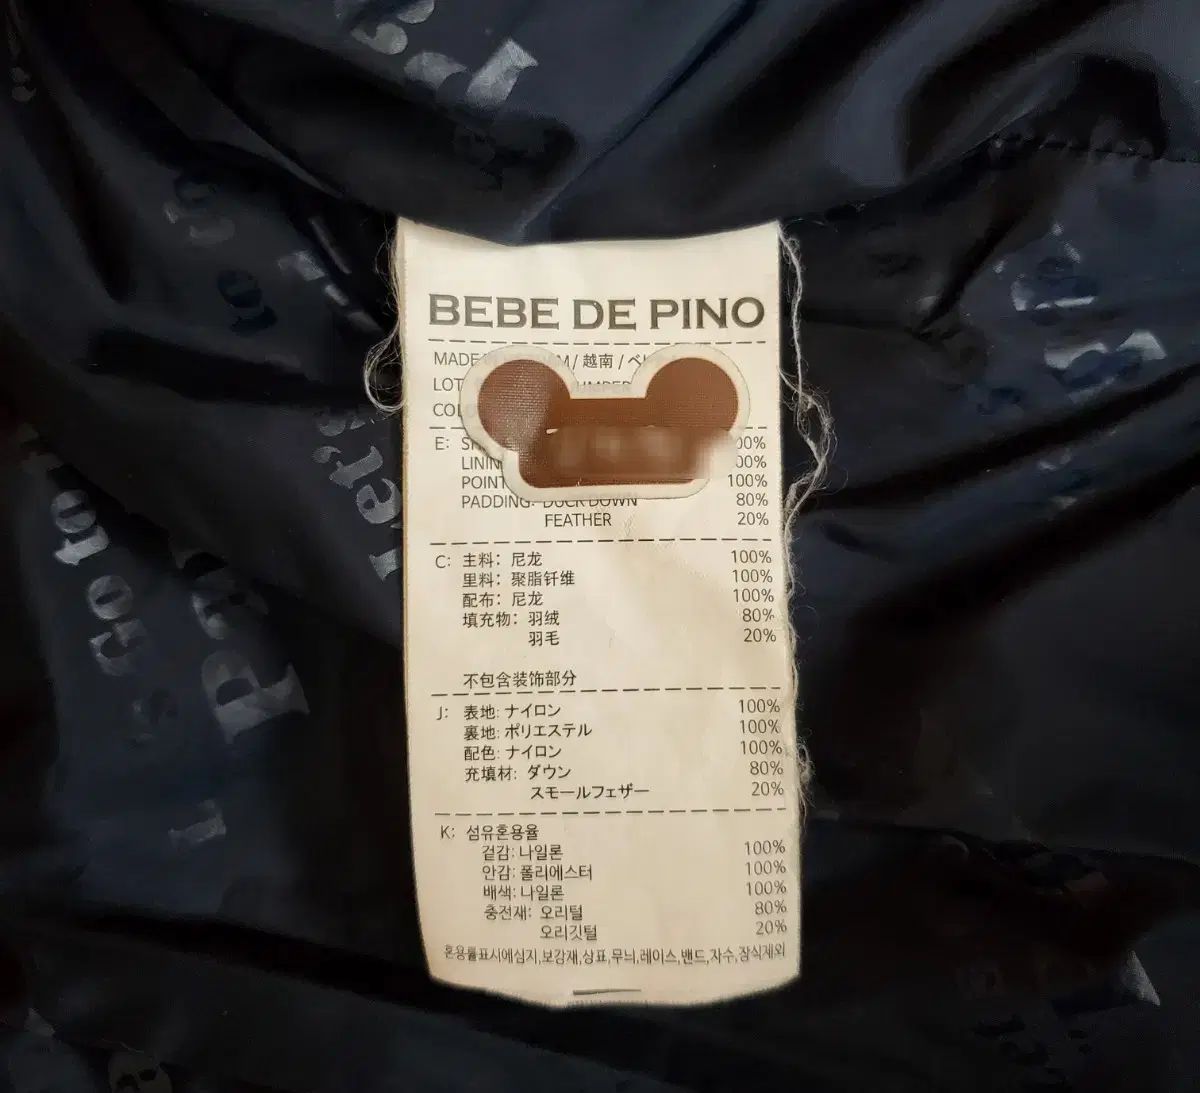 BEBE DE PINO
MADE / 越南 /
LOT
E:
100%
PADDING: DUCK DOWN 80%
FEATHER 20%
C: 主料: 尼龙 100%
里料: 聚脂钎维 100%
配布: 尼龙 100%
填充物: 羽绒 80%
羽毛 20%
不包含装饰部分
J: 表地: ナイロン 100%
裏地: ポリエステル 100%
配色: ナイロン 100%
充填材: ダウン 80%
スモールフェザー 20%
K: 섬유혼용율
겉감: 나일론 100%
안감: 폴리에스터 100%
배색: 나일론 100%
충전재: 오리털 80%
오리깃털 20%
혼용률표시에심지,보강재,상표,무늬,레이스,밴드,자수,장식제외